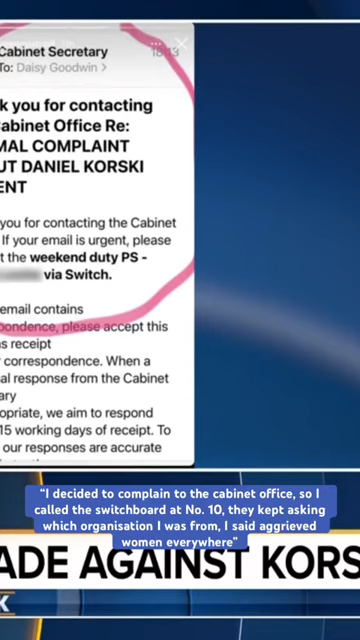 Cabinet Secretary
18:13
To: Daisy Goodwin >
k you for contacting
Cabinet Office Re:
MAL COMPLAINT
UT DANIEL KORSKI
ENT
you for contacting the Cabinet
If your email is urgent, please
t the weekend duty PS -
via Switch.
email contains
pondence, please accept this
s receipt
correspondence. When a
al response from the Cabinet
ary
opriate, we aim to respond
15 working days of receipt. To
our responses are accurate
“I decided to complain to the cabinet office, so I
called the switchboard at No. 10, they kept asking
which organisation I was from, I said aggrieved
women everywhere”
ADE AGAINST KORS
K